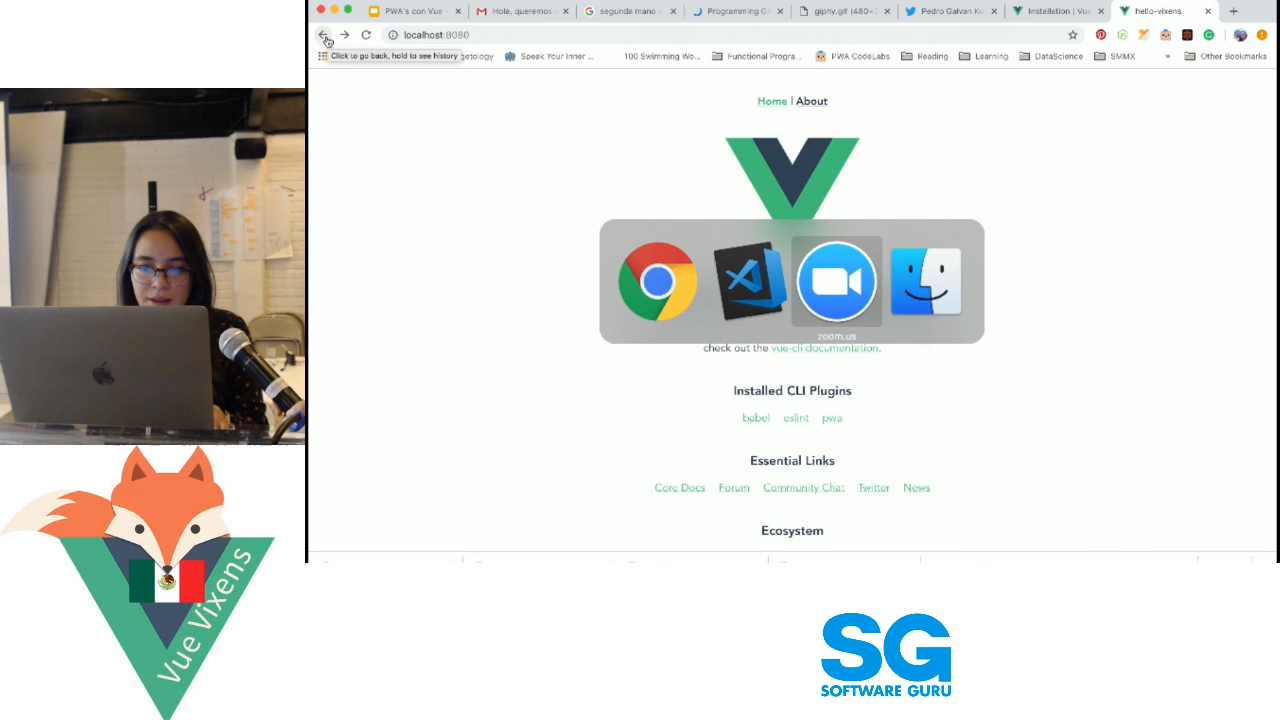 PWA's con Vue -
Hola, queremos
segunda mano -
Programming GI
giphy.gif (480×
Pedro Galvan Ko
Installation | Vue
hello-vixens
localhost:8080
Click to go back, hold to see history
getology
Speak Your Inner ...
100 Swimming Wo...
Functional Progra...
PWA CodeLabs
Reading
Learning
DataScience
SMMX
»
Other Bookmarks
Home | About
zoom.us
check out the vue-cli documentation.
Installed CLI Plugins
babel eslint pwa
Essential Links
Core Docs Forum Community Chat Twitter News
Ecosystem
Vue Vixens
SG
SOFTWARE GURU